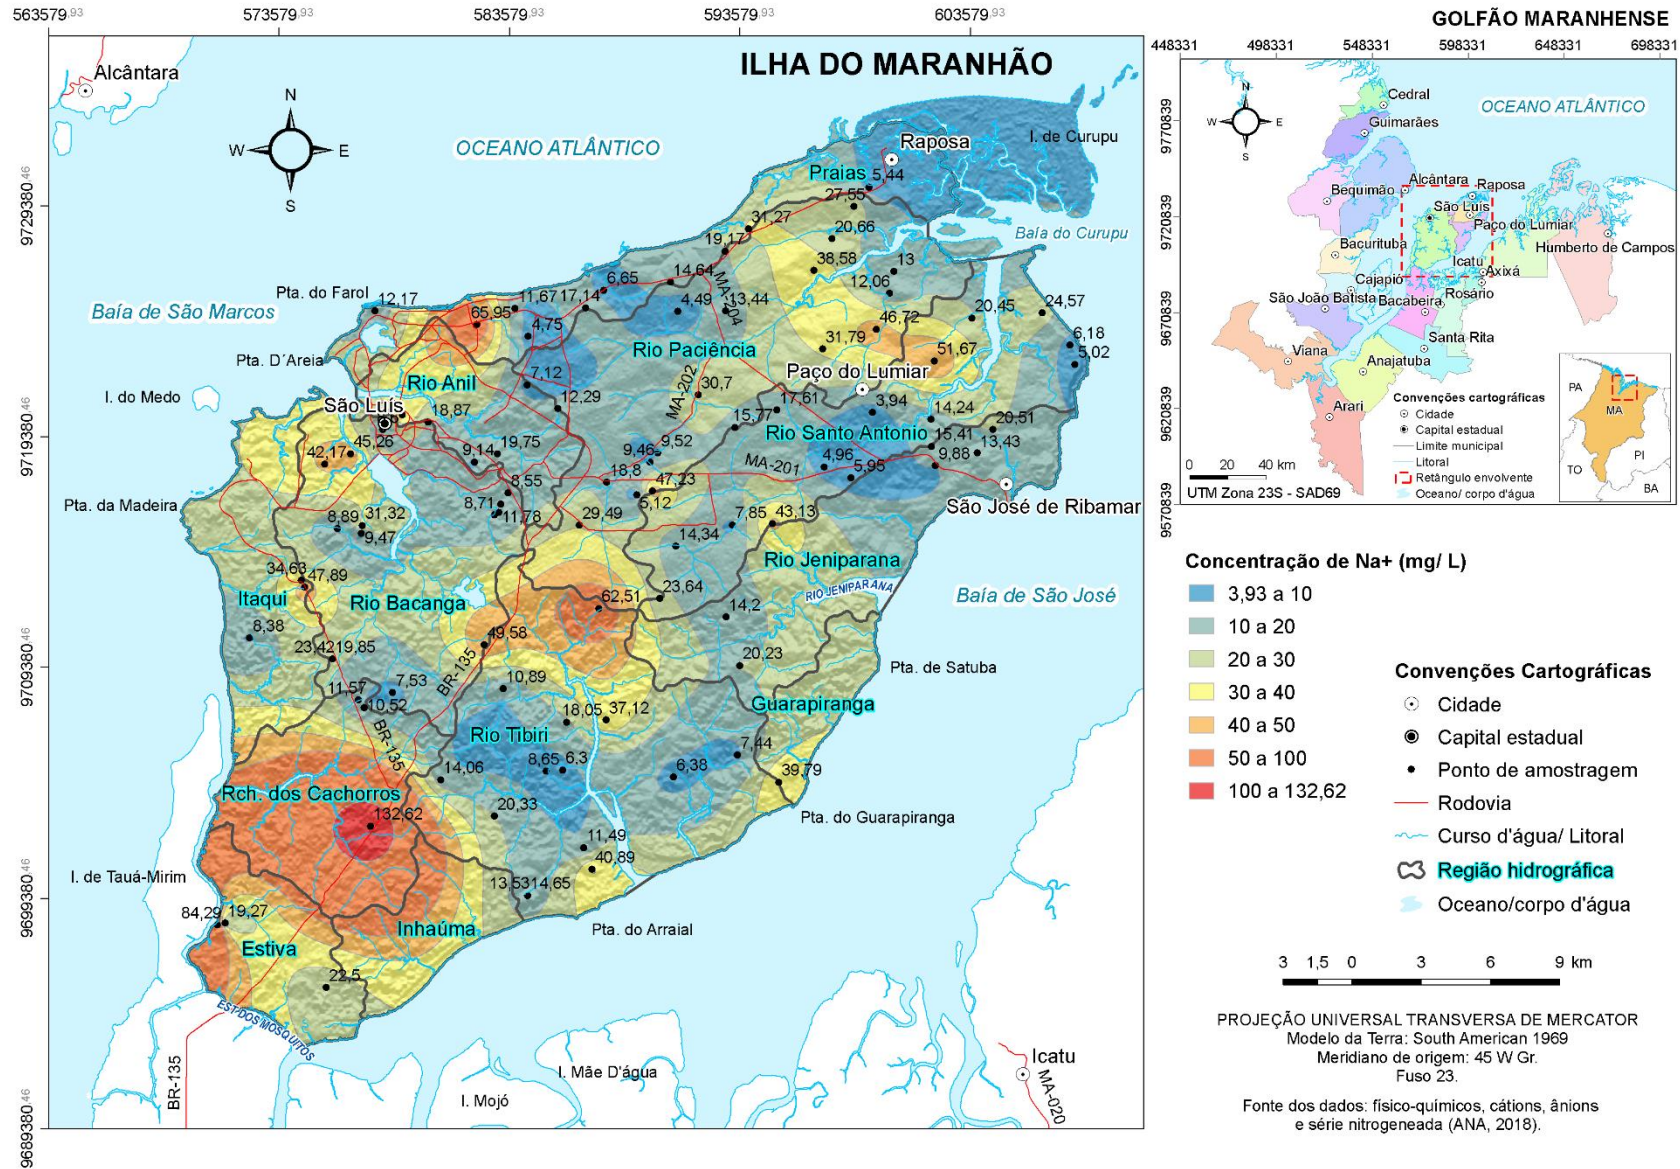 563579,93
573579,93
583579,93
593579,93
603579,93
GOLFÃO MARANHENSE
448331
498331
548331
598331
648331
698331
ILHA DO MARANHÃO
Alcântara
N
W
E
S
OCEANO ATLÂNTICO
I. de Curupu
Raposa
Praias
5,44
27,55
31,27
20,66
Baía do Curupu
19,17
38,58
13
12,06
14,64
6,65
MA-204
Pta. do Farol
12,17
11,67
17,14
4,49
13,44
20,45
24,57
Baía de São Marcos
65,95
4,75
46,72
6,18
31,79
51,67
5,02
Rio Paciência
Pta. D´Areia
Rio Anil
7,12
Paço do Lumiar
I. do Medo
São Luís
30,7
MA-202
12,29
17,61
3,94
18,87
15,77
14,24
20,51
Rio Santo Antonio
45,26
15,41
13,43
42,17
19,75
9,14
9,52
9,46
9,88
MA-201
4,96
5,95
18,8
47,23
8,55
5,12
São José de Ribamar
Pta. da Madeira
8,71
11,78
8,89
31,32
9,47
29,49
7,85
43,13
14,34
Rio Jeniparana
34,63
47,89
23,64
RIO JENIPARANA
Baía de São José
Itaqui
Rio Bacanga
62,51
14,2
8,38
49,58
23,42
19,85
20,23
Pta. de Satuba
BR-135
11,57
7,53
10,89
10,52
Guarapiranga
18,05
37,12
Rio Tibiri
BR-135
7,44
14,06
8,65
6,3
6,38
39,79
Rch. dos Cachorros
Pta. do Guarapiranga
132,62
20,33
11,49
40,89
I. de Tauá-Mirim
13,53
14,65
84,29
19,27
Inhaúma
Pta. do Arraial
Estiva
22,5
EST. DOS MOSQUITOS
I. Mãe D'água
I. Mojó
Icatu
BR-135
MA-020
9729380,46
9719380,46
9709380,46
9699380,46
9689380,46
N
W
E
S
OCEANO ATLÂNTICO
Cedral
Guimarães
Alcântara
Bequimão
Raposa
São Luís
Paço do Lumiar
Bacurituba
Humberto de Campos
Icatu
Axixá
Cajapió
Rosário
São João Batista
Bacabeira
Santa Rita
Viana
Anajatuba
Arari
9770839
9720839
9670839
9620839
9570839
PA
MA
PI
TO
BA
Convenções cartográficas
Cidade
Capital estadual
Limite municipal
Litoral
Retângulo envolvente
Oceano/ corpo d'água
0 20 40 km
UTM Zona 23S - SAD69
Concentração de Na+ (mg/ L)
3,93 a 10
10 a 20
20 a 30
30 a 40
40 a 50
50 a 100
100 a 132,62
Convenções Cartográficas
Cidade
Capital estadual
Ponto de amostragem
Rodovia
Curso d'água/ Litoral
Região hidrográfica
Oceano/corpo d'água
3 1,5 0 3 6 9 km
PROJEÇÃO UNIVERSAL TRANSVERSA DE MERCATOR
Modelo da Terra: South American 1969
Meridiano de origem: 45 W Gr.
Fuso 23.
Fonte dos dados: físico-químicos, cátions, ânions
e série nitrogeneada (ANA, 2018).